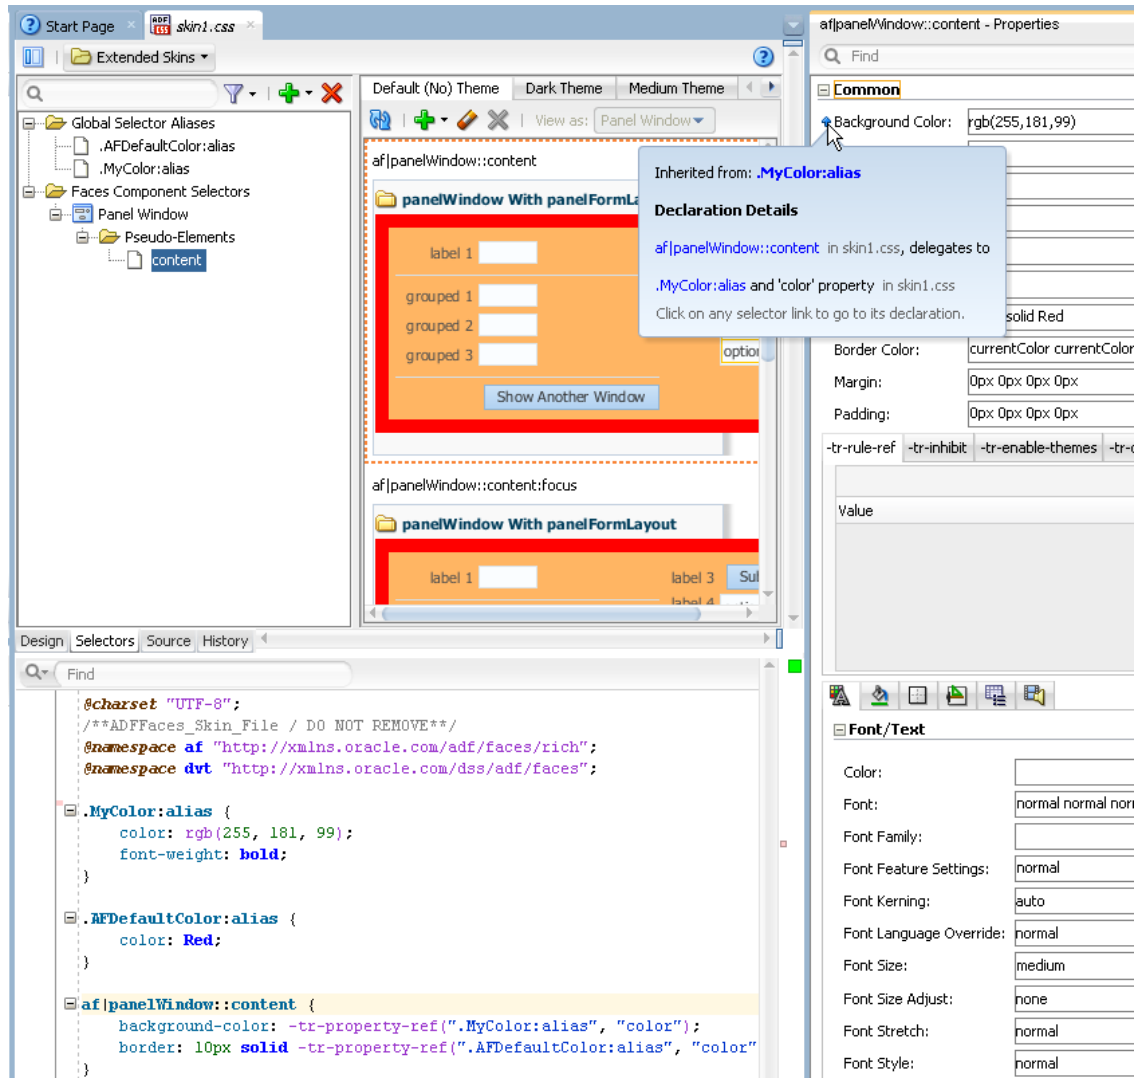 Start Page
skin1.css
Extended Skins
Global Selector Aliases
.AFDefaultColor:alias
.MyColor:alias
Faces Component Selectors
Panel Window
Pseudo-Elements
content
Default (No) Theme
Dark Theme
Medium Theme
View as:
Panel Window
af|panelWindow::content
panelWindow With panelFormLa
label 1
grouped 1
grouped 2
grouped 3
option
Show Another Window
af|panelWindow::content:focus
panelWindow With panelFormLayout
label 1
label 3
Sul
label 4
Design
Selectors
Source
History
Find
@charset "UTF-8";
/**ADFFaces_Skin_File / DO NOT REMOVE**/
@namespace af "http://xmlns.oracle.com/adf/faces/rich";
@namespace dvt "http://xmlns.oracle.com/dss/adf/faces";
.MyColor:alias {
color: rgb(255, 181, 99);
font-weight: bold;
}
.AFDefaultColor:alias {
color: Red;
}
af|panelWindow::content {
background-color: -tr-property-ref(".MyColor:alias", "color");
border: 10px solid -tr-property-ref(".AFDefaultColor:alias", "color"
}
af|panelWindow::content - Properties
Find
Common
Background Color:
rgb(255,181,99)
Inherited from: .MyColor:alias
Declaration Details
af|panelWindow::content in skin1.css, delegates to
.MyColor:alias and 'color' property in skin1.css
Click on any selector link to go to its declaration.
solid Red
Border Color:
currentColor currentColor
Margin:
0px 0px 0px 0px
Padding:
0px 0px 0px 0px
-tr-rule-ref
-tr-inhibit
-tr-enable-themes
-tr-c
Value
Font/Text
Color:
Font:
normal normal norr
Font Family:
Font Feature Settings:
normal
Font Kerning:
auto
Font Language Override:
normal
Font Size:
medium
Font Size Adjust:
none
Font Stretch:
normal
Font Style:
normal